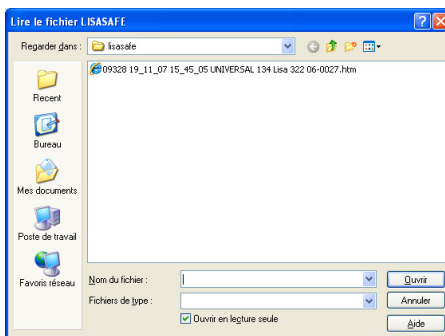 Lire le fichier LISASAFE
Regarder dans :
lisasafe
09328 19_11_07 15_45_05 UNIVERSAL 134 Lisa 322 06-0027.htm
Recent
Bureau
Mes documents
Poste de travail
Favoris réseau
Nom du fichier :
Ouvrir
Fichiers de type :
Annuler
Ouvrir en lecture seule
Aide